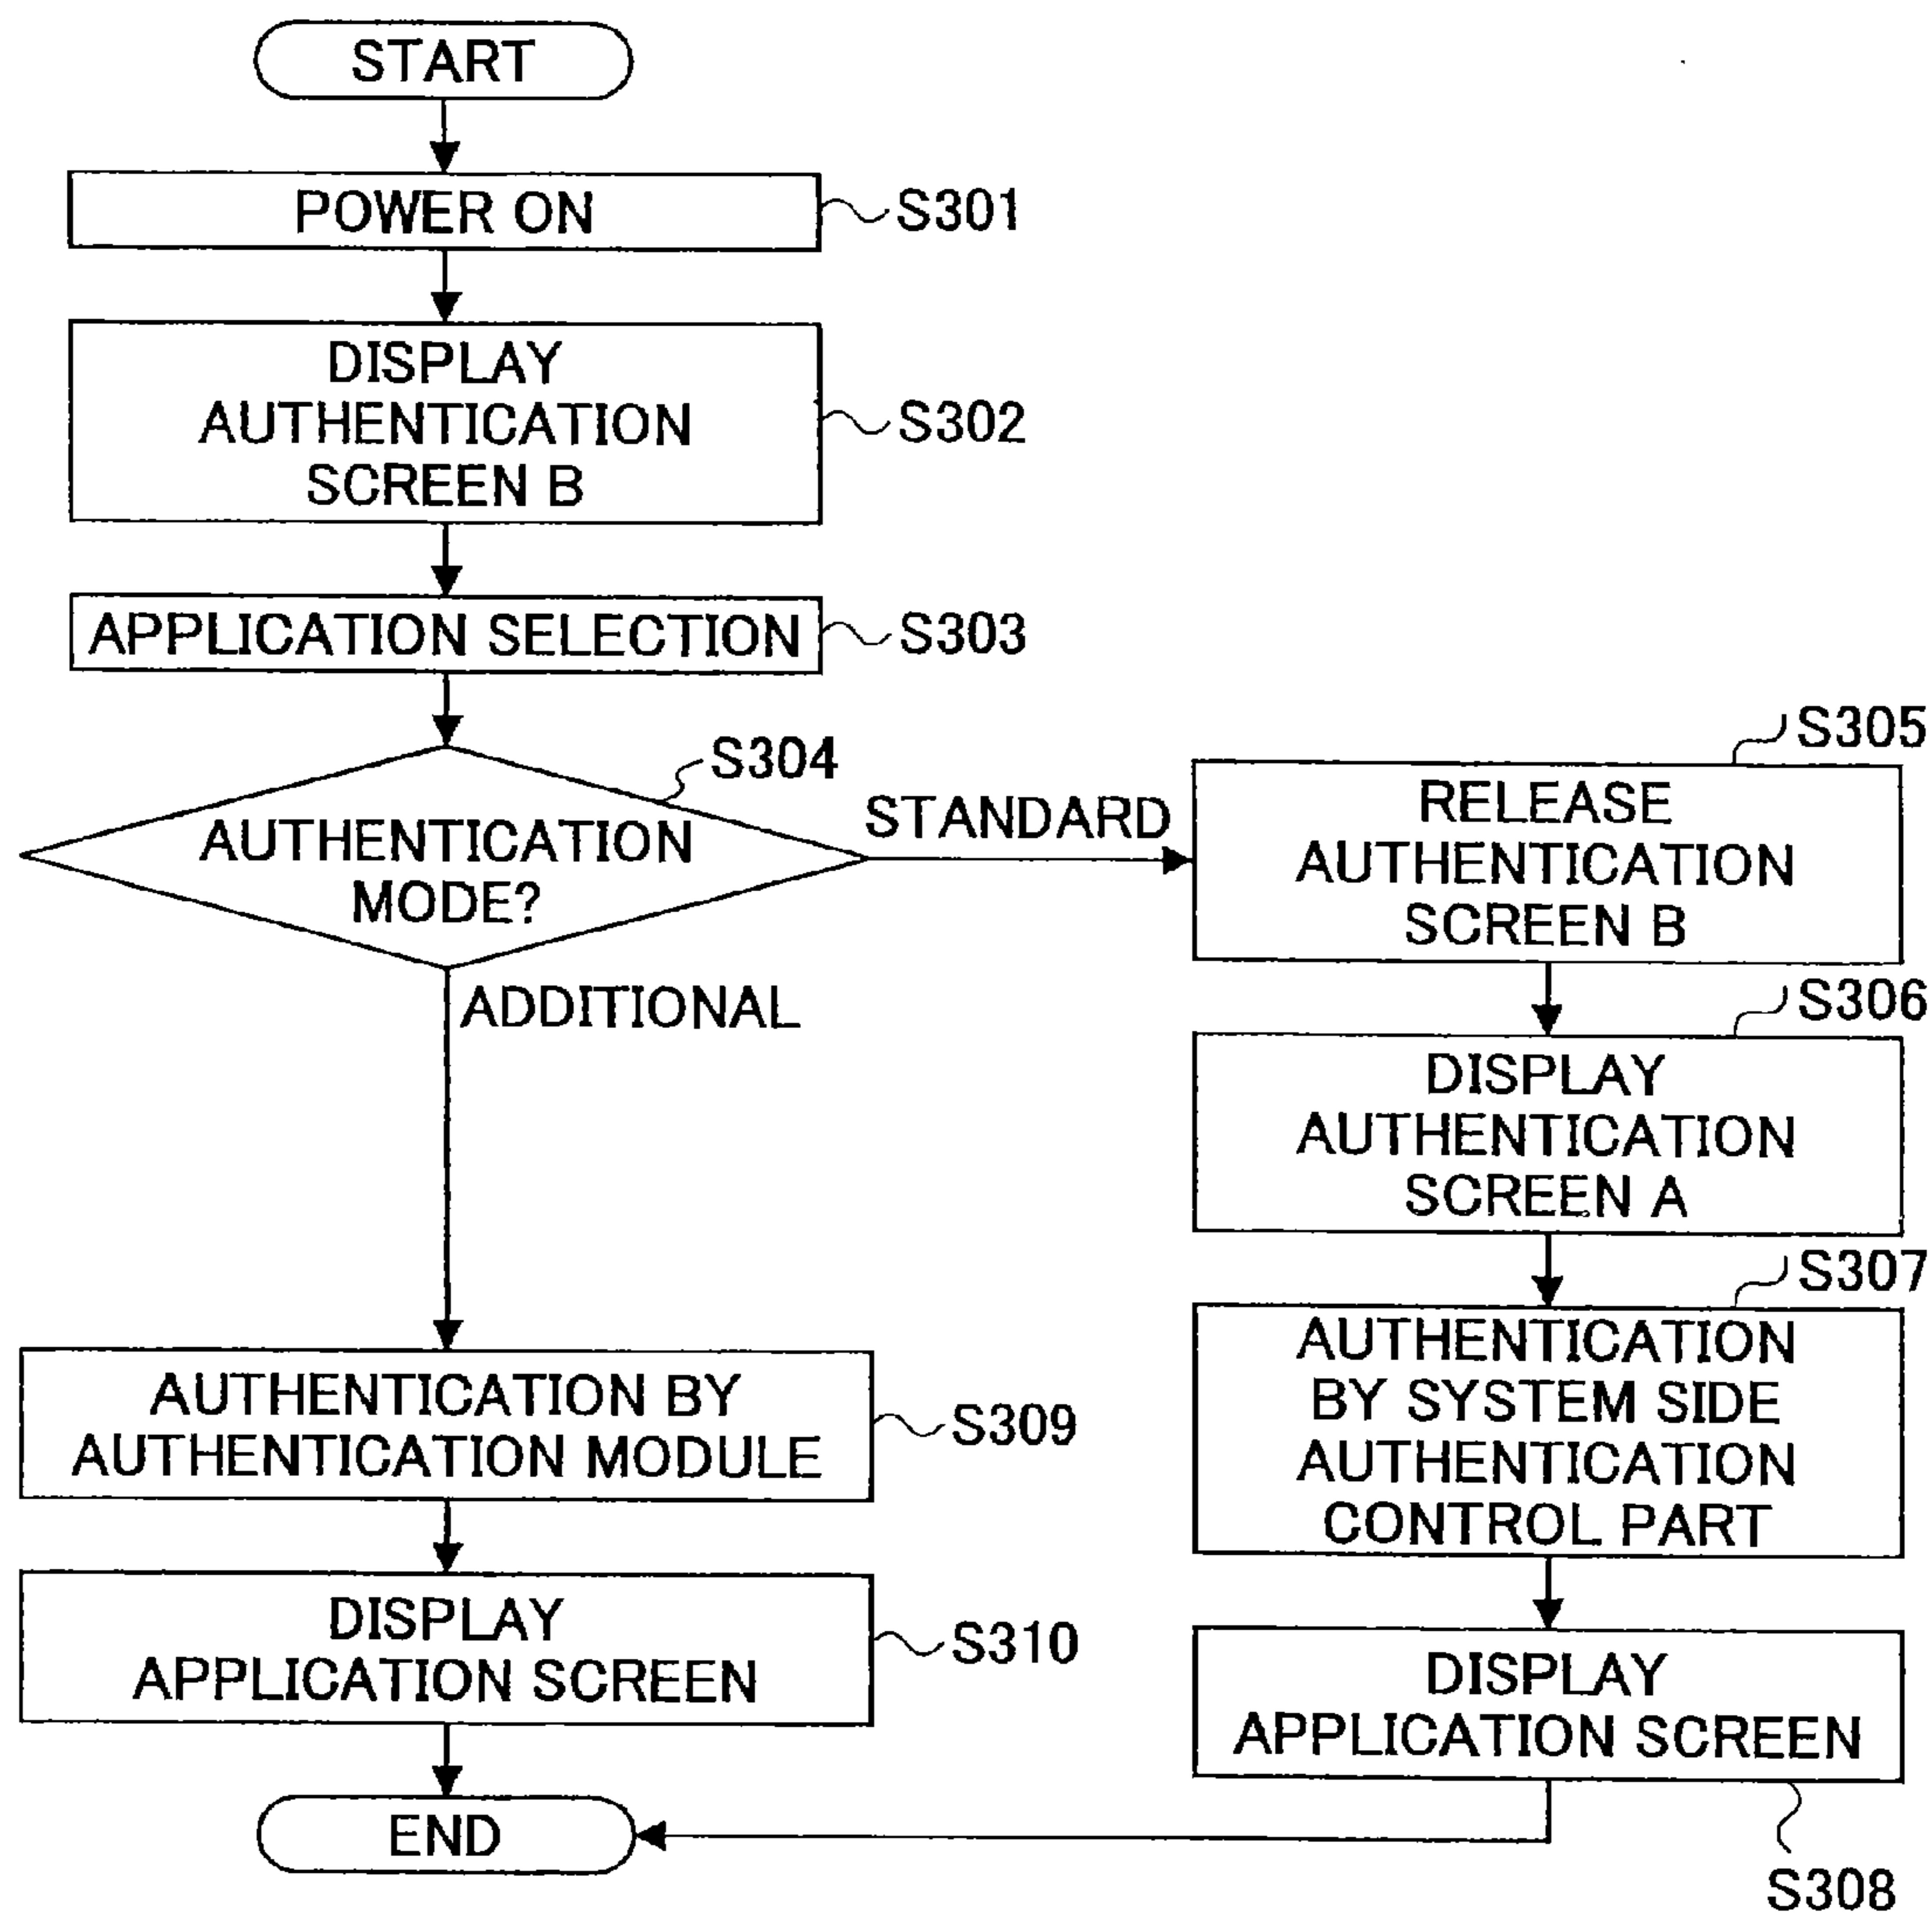 START
POWER ON
S301
DISPLAY
AUTHENTICATION
SCREEN B
S302
APPLICATION SELECTION
S303
AUTHENTICATION
MODE?
S304
STANDARD
ADDITIONAL
RELEASE
AUTHENTICATION
SCREEN B
S305
DISPLAY
AUTHENTICATION
SCREEN A
S306
AUTHENTICATION
BY SYSTEM SIDE
AUTHENTICATION
CONTROL PART
S307
DISPLAY
APPLICATION SCREEN
S308
AUTHENTICATION BY
AUTHENTICATION MODULE
S309
DISPLAY
APPLICATION SCREEN
S310
END